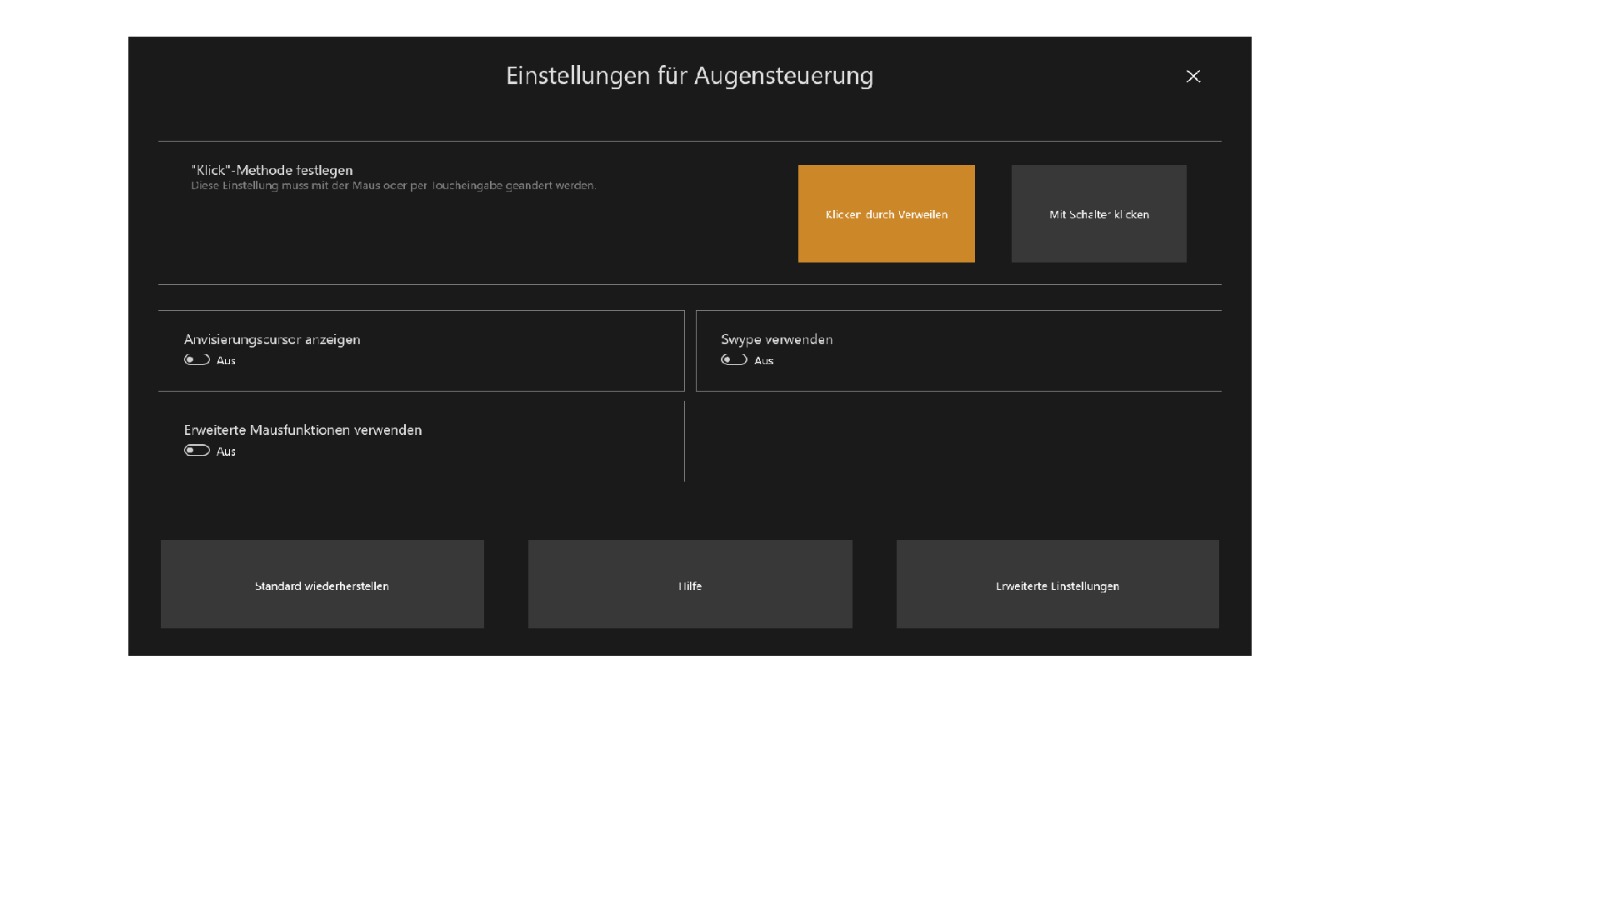 Einstellungen für Augensteuerung
"Klick"-Methode festlegen
Diese Einstellung muss mit der Maus oder per Toucheingabe geändert werden.
Klicken durch Verweilen
Mit Schalter klicken
Anvisierungscursor anzeigen
Aus
Swype verwenden
Aus
Erweiterte Mausfunktionen verwenden
Aus
Standard wiederherstellen
Hilfe
Erweiterte Einstellungen